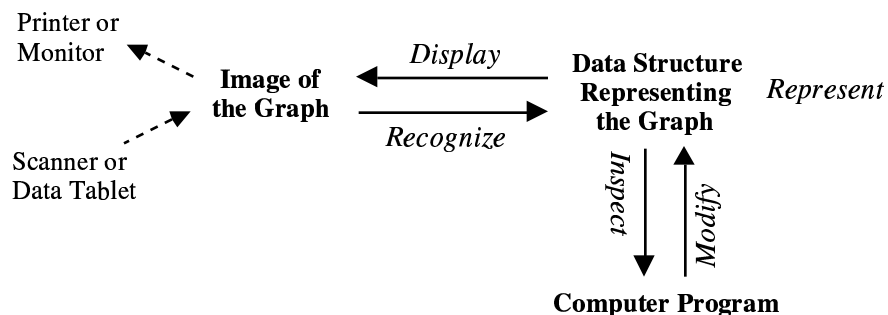 Printer or
Monitor
Image of
the Graph
Display
Recognize
Data Structure
Representing
the Graph
Represent
Scanner or
Data Tablet
Inspect
Modify
Computer Program